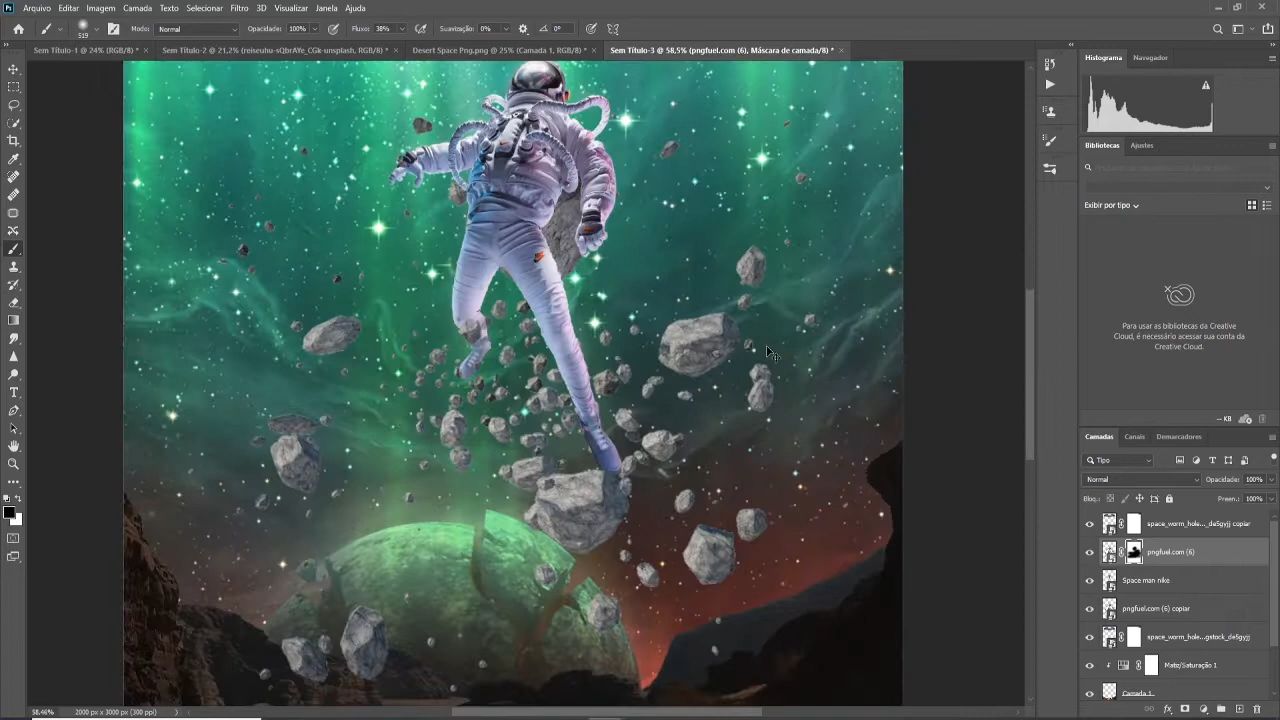 Arquivo Editar Imagem Camada Texto Selecionar Filtro 3D Visualizar Janela Ajuda
519 Modo: Normal Opacidade: 100% Fluxo: 38% Suavização: 0% 0°
Sem Título-1 @ 24% (RGB/8) * × Sem Título-2 @ 21,2% (reiseuhu-sQbrAYe_CGk-unsplash, RGB/8) * × Desert Space Png.png @ 25% (Camada 1, RGB/8) * × Sem Título-3 @ 58,5% (pngfuel.com (6), Máscara de camada/8) * ×
Histograma Navegador
Bibliotecas Ajustes
Exibir por tipo
Para usar as bibliotecas da Creative
Cloud, é necessário acessar sua conta da
Creative Cloud.
-- KB
Camadas Canais Demarcadores
Tipo
Normal Opacidade: 100%
Bloq.: Preen.: 100%
space_worm_hole..._de5gyjj copiar
pngfuel.com (6)
Space man nike
pngfuel.com (6) copiar
space_worm_hole...gstock_de5gyjj
Matiz/Saturação 1
Camada 1
58.46% 2000 px x 3000 px (300 ppi)